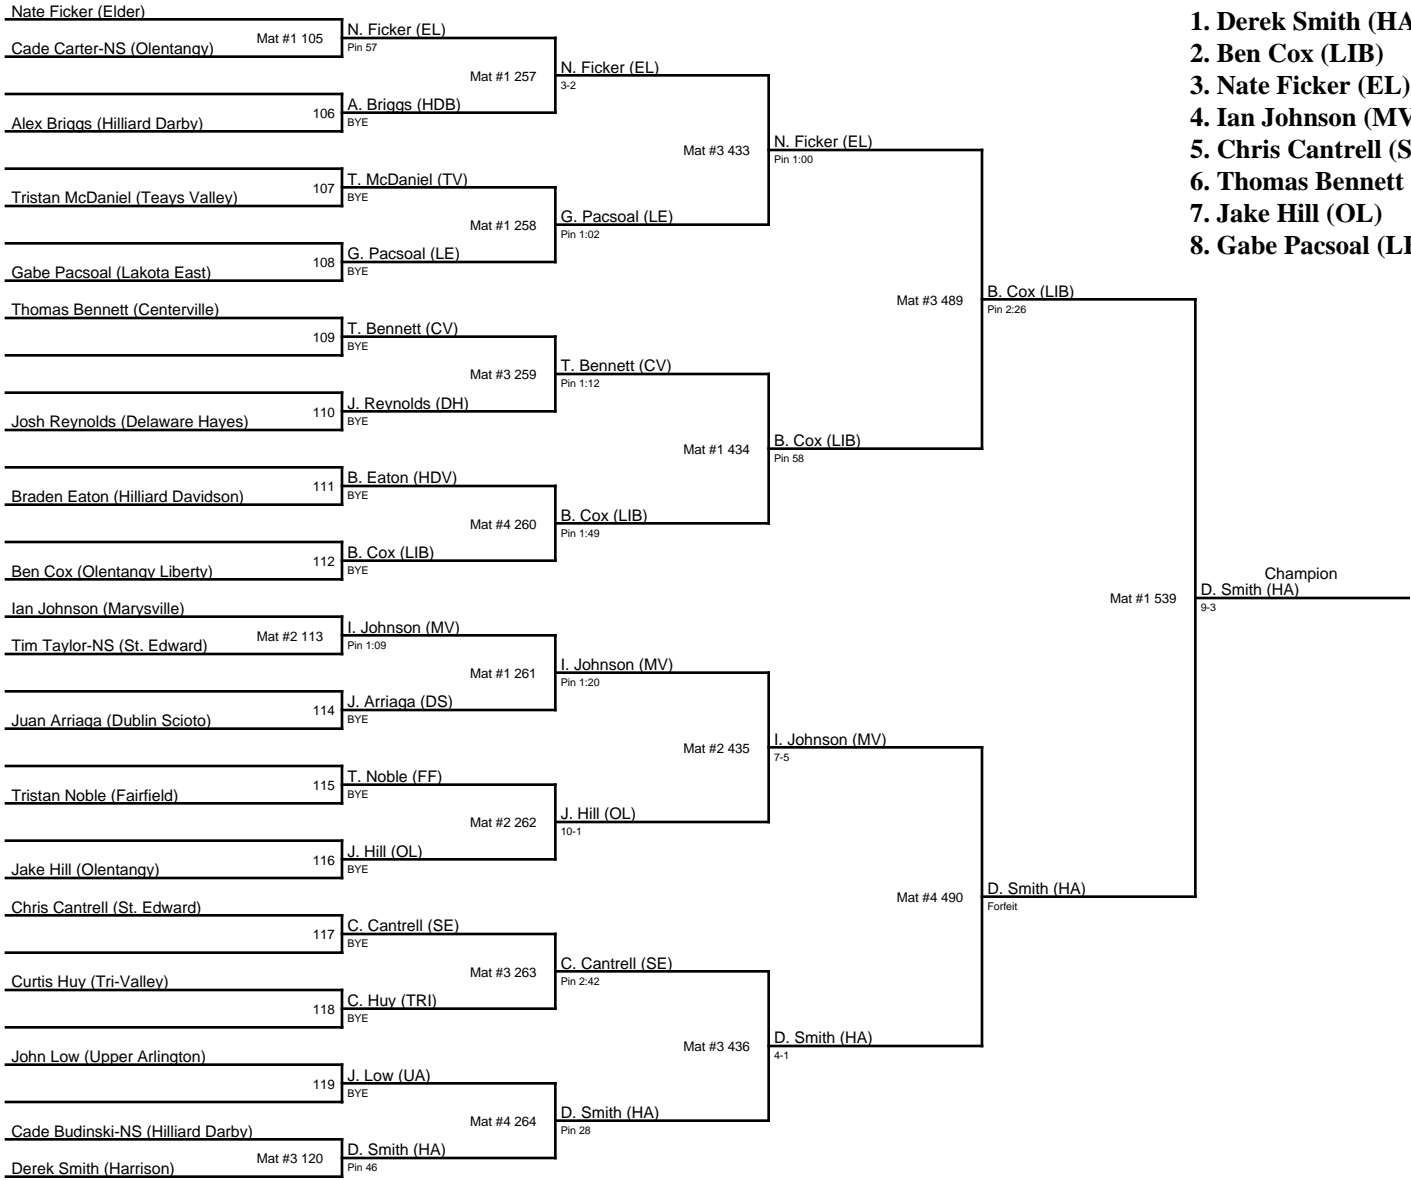 Nate Ficker (Elder)
Mat #1 105
Cade Carter-NS (Olentangy)
N. Ficker (EL)
Pin 57
Mat #1 257
106
Alex Briggs (Hilliard Darby)
A. Briggs (HDB)
BYE
N. Ficker (EL)
3-2
Mat #3 433
107
Tristan McDaniel (Teays Valley)
T. McDaniel (TV)
BYE
Mat #1 258
108
Gabe Pacsoal (Lakota East)
G. Pacsoal (LE)
BYE
G. Pacsoal (LE)
Pin 1:02
N. Ficker (EL)
Pin 1:00
Mat #3 489
Thomas Bennett (Centerville)
109
T. Bennett (CV)
BYE
Mat #3 259
110
Josh Reynolds (Delaware Hayes)
J. Reynolds (DH)
BYE
T. Bennett (CV)
Pin 1:12
Mat #1 434
111
Braden Eaton (Hilliard Davidson)
B. Eaton (HDV)
BYE
Mat #4 260
112
Ben Cox (Olentangy Liberty)
B. Cox (LIB)
BYE
B. Cox (LIB)
Pin 1:49
B. Cox (LIB)
Pin 58
B. Cox (LIB)
Pin 2:26
Mat #1 539
Ian Johnson (Marysville)
Mat #2 113
Tim Taylor-NS (St. Edward)
I. Johnson (MV)
Pin 1:09
Mat #1 261
114
Juan Arriaga (Dublin Scioto)
J. Arriaga (DS)
BYE
I. Johnson (MV)
Pin 1:20
Mat #2 435
115
Tristan Noble (Fairfield)
T. Noble (FF)
BYE
Mat #2 262
116
Jake Hill (Olentangy)
J. Hill (OL)
BYE
J. Hill (OL)
10-1
I. Johnson (MV)
7-5
Mat #4 490
Chris Cantrell (St. Edward)
117
C. Cantrell (SE)
BYE
Mat #3 263
Curtis Huy (Tri-Valley)
118
C. Huy (TRI)
BYE
C. Cantrell (SE)
Pin 2:42
Mat #3 436
John Low (Upper Arlington)
119
J. Low (UA)
BYE
Mat #4 264
Cade Budinski-NS (Hilliard Darby)
Mat #3 120
Derek Smith (Harrison)
D. Smith (HA)
Pin 46
D. Smith (HA)
Pin 28
D. Smith (HA)
4-1
D. Smith (HA)
Forfeit
Champion
D. Smith (HA)
9-3
1. Derek Smith (HA
2. Ben Cox (LIB)
3. Nate Ficker (EL)
4. Ian Johnson (MV
5. Chris Cantrell (S
6. Thomas Bennett
7. Jake Hill (OL)
8. Gabe Pacsoal (LE